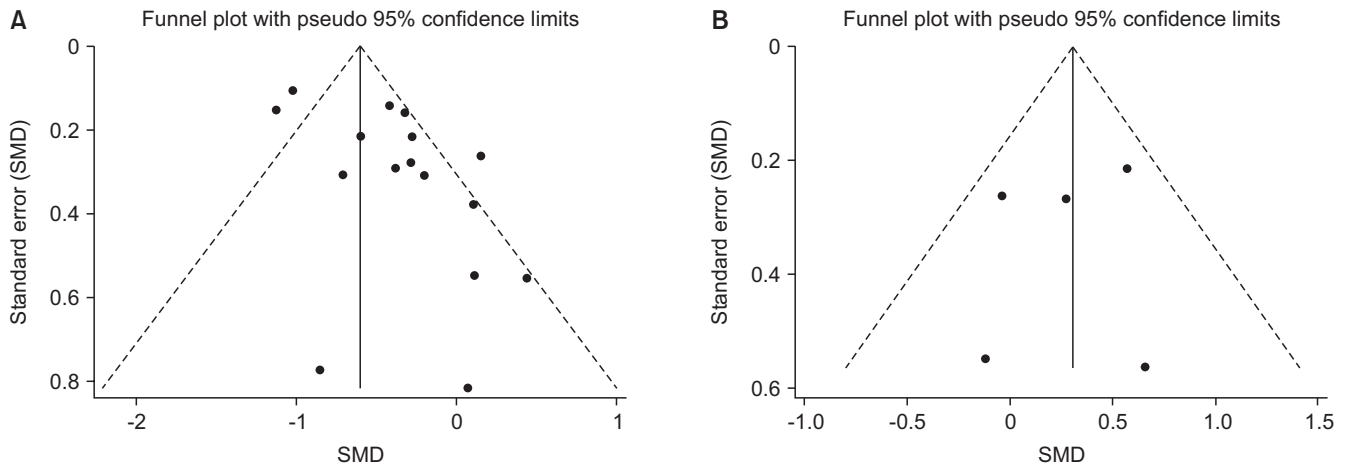 A
Funnel plot with pseudo 95% confidence limits
Standard error (SMD)
0
0.2
0.4
0.6
0.8
-2
-1
0
1
SMD
B
Funnel plot with pseudo 95% confidence limits
Standard error (SMD)
0
0.2
0.4
0.6
-1.0
-0.5
0
0.5
1.0
1.5
SMD